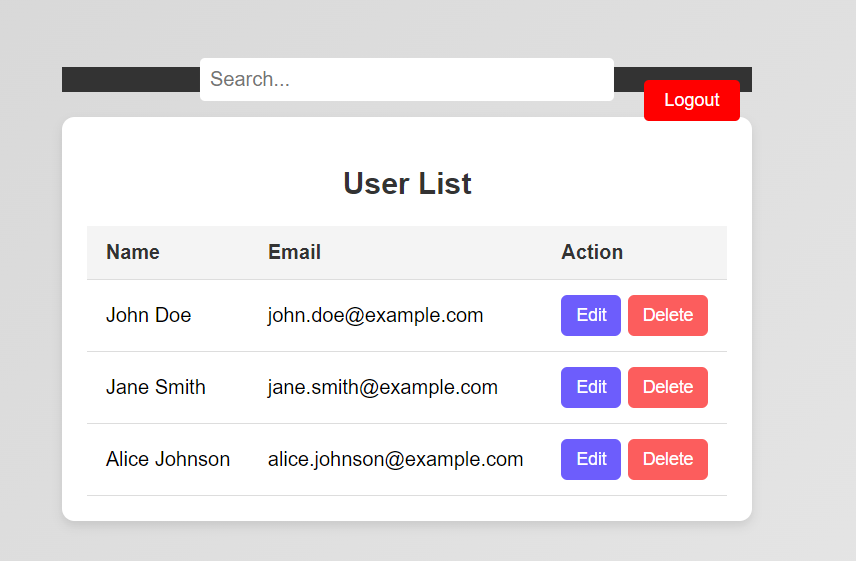 Search...
Logout
User List
Name Email Action
John Doe john.doe@example.com Edit Delete
Jane Smith jane.smith@example.com Edit Delete
Alice Johnson alice.johnson@example.com Edit Delete